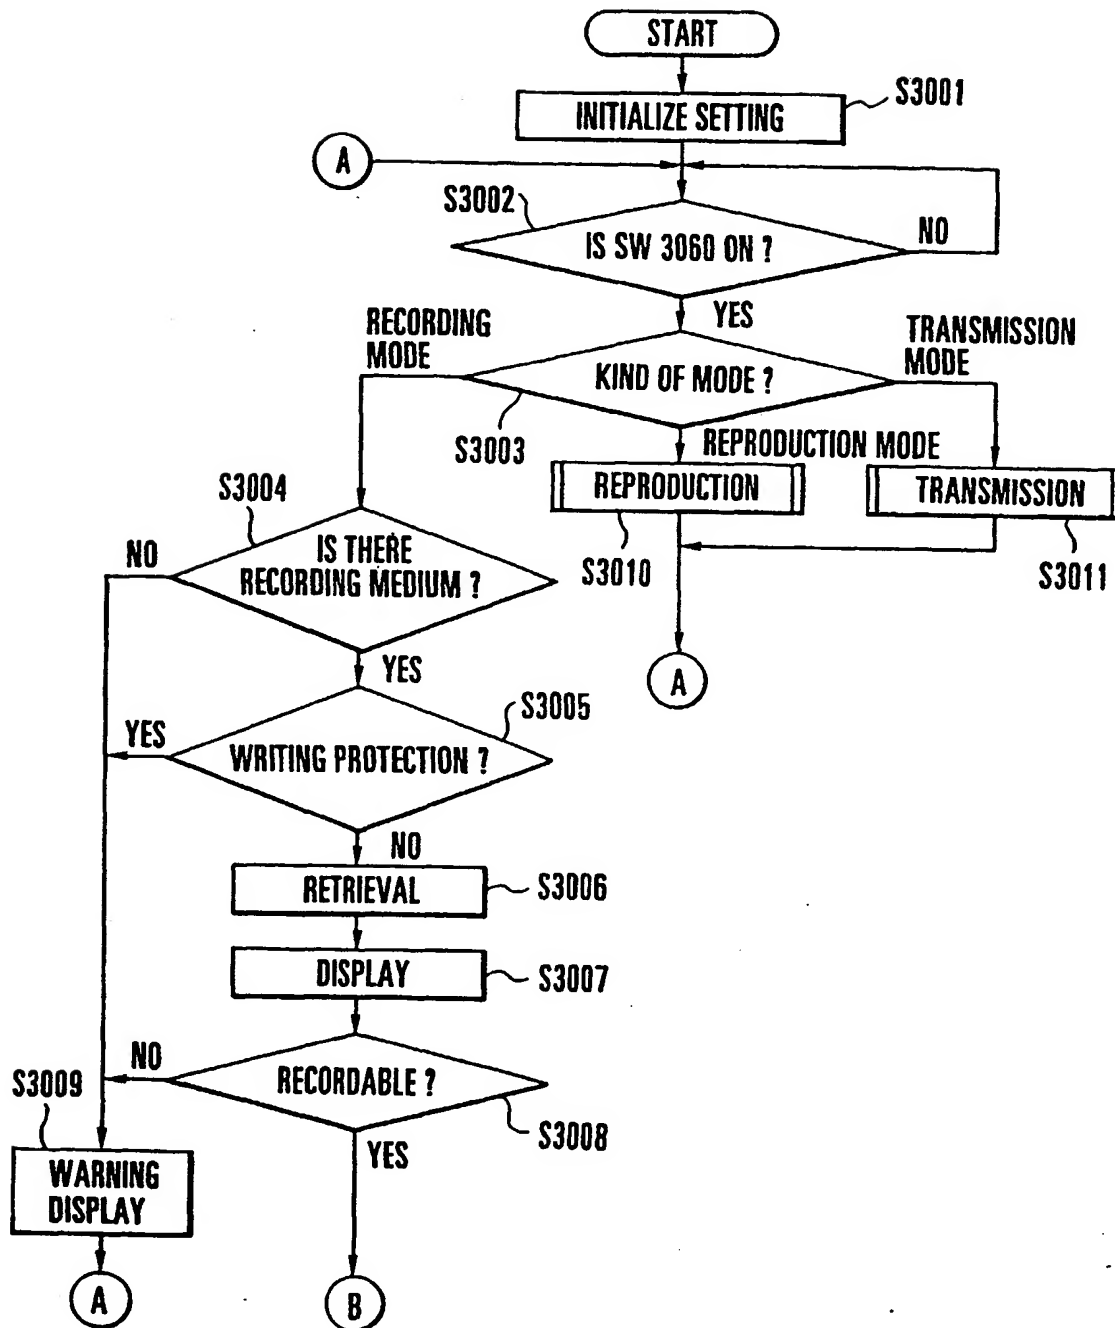 START
INITIALIZE SETTING
S3001
A
S3002
IS SW 3060 ON ?
NO
YES
RECORDING
MODE
TRANSMISSION
MODE
KIND OF MODE ?
S3003
REPRODUCTION MODE
REPRODUCTION
TRANSMISSION
S3010
S3011
A
S3004
NO
IS THERE
RECORDING MEDIUM ?
YES
S3005
YES
WRITING PROTECTION ?
NO
RETRIEVAL
S3006
DISPLAY
S3007
NO
RECORDABLE ?
S3008
S3009
YES
WARNING
DISPLAY
A
B